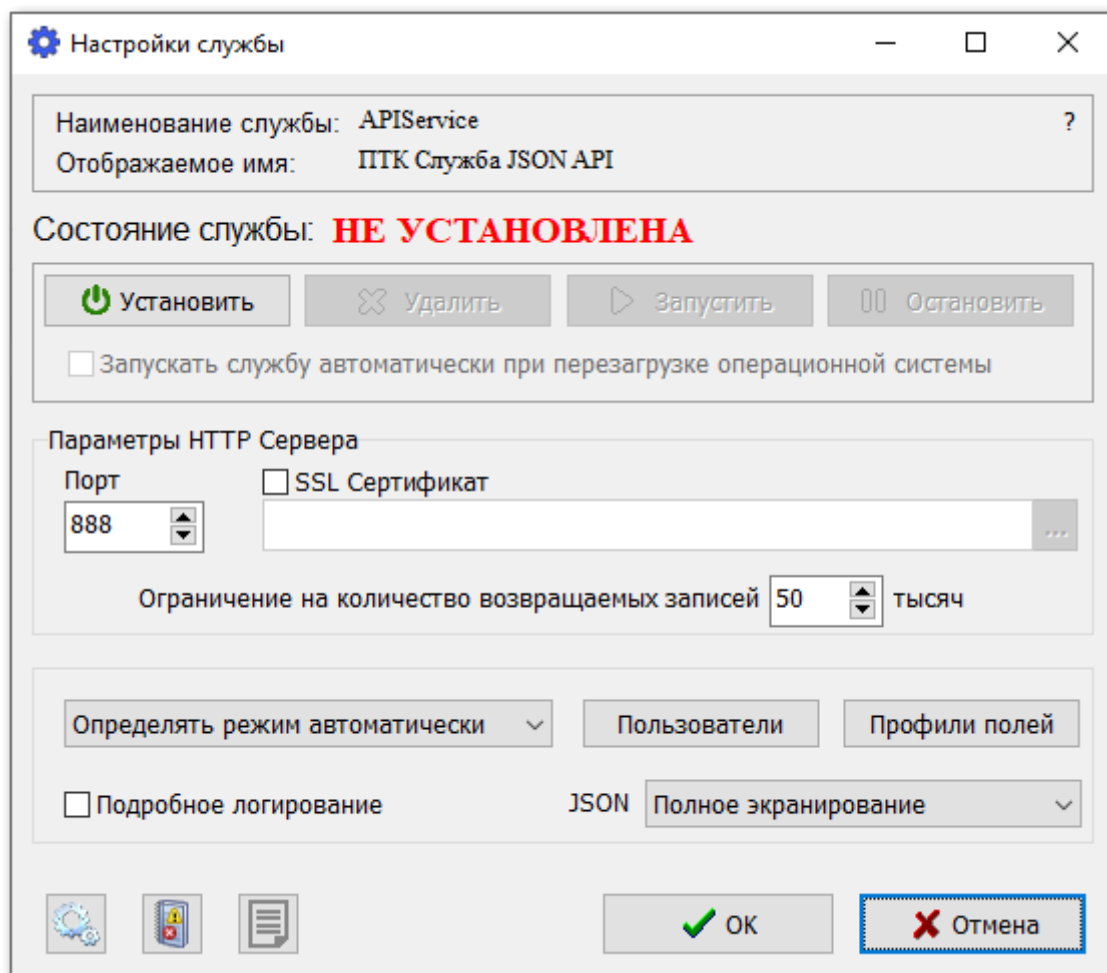 Настройки службы
Наименование службы: APIService ?
Отображаемое имя: ПТК Служба JSON API
Состояние службы: НЕ УСТАНОВЛЕНА
Установить Удалить Запустить Остановить
Запускать службу автоматически при перезагрузке операционной системы
Параметры HTTP Сервера
Порт SSL Сертификат
888 ...
Ограничение на количество возвращаемых записей 50 тысяч
Определять режим автоматически Пользователи Профили полей
Подробное логирование JSON Полное экранирование
OK Отмена